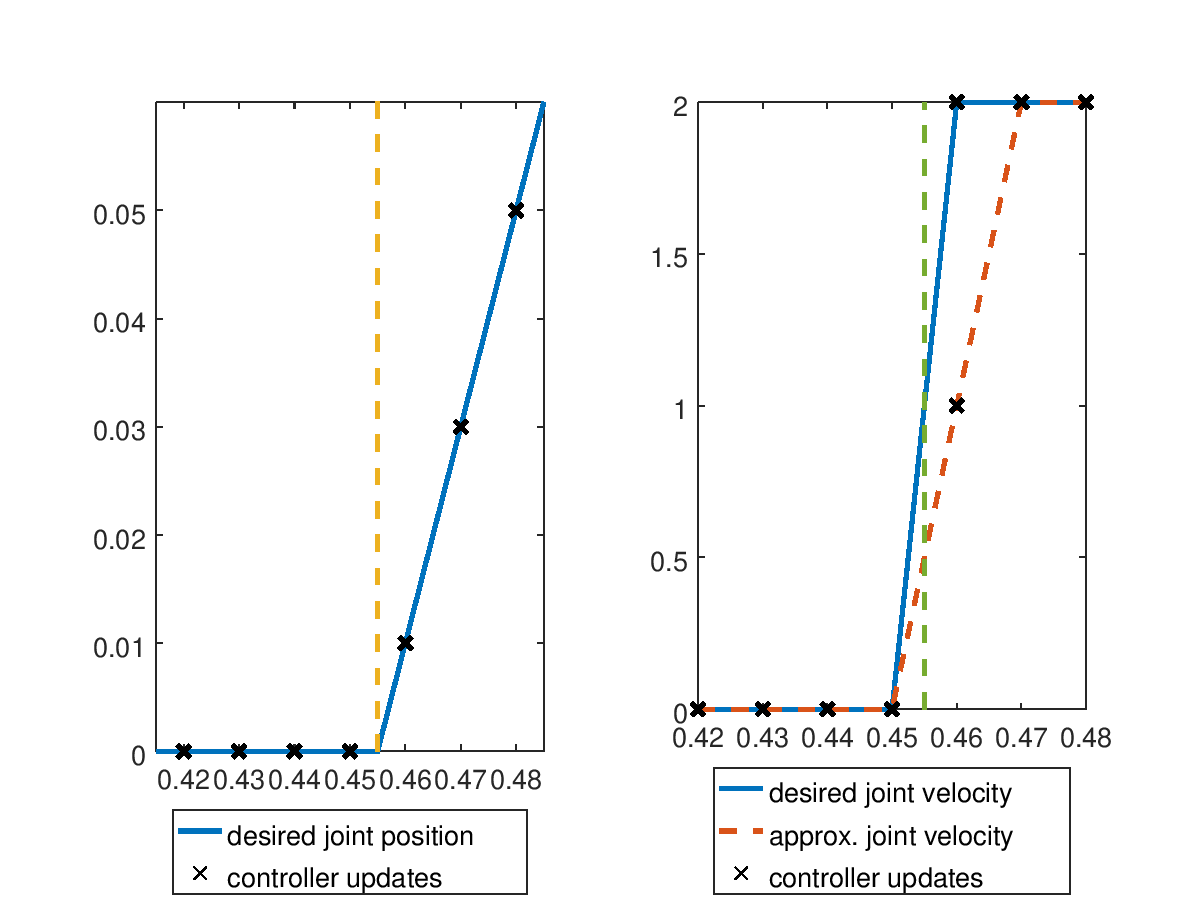 0.05
0.04
0.03
0.02
0.01
0
0.42 0.43 0.44 0.45 0.46 0.47 0.48
desired joint position
controller updates
2
1.5
1
0.5
0
0.42 0.43 0.44 0.45 0.46 0.47 0.48
desired joint velocity
approx. joint velocity
controller updates